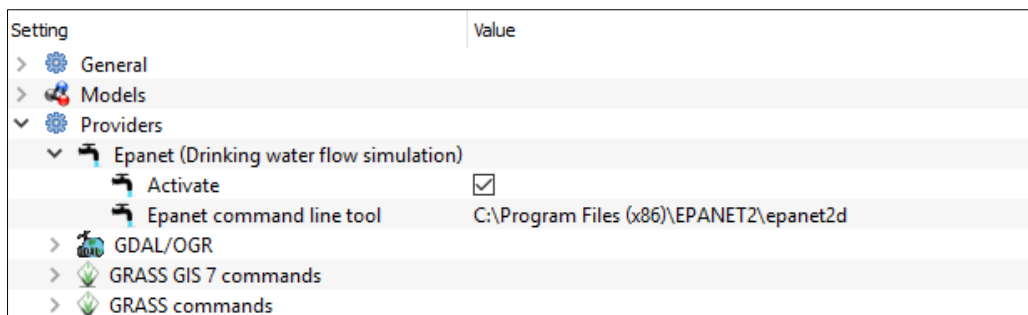 Setting Value
General
Models
Providers
Epanet (Drinking water flow simulation)
Activate
Epanet command line tool C:\Program Files (x86)\EPANET2\epanet2d
GDAL/OGR
GRASS GIS 7 commands
GRASS commands